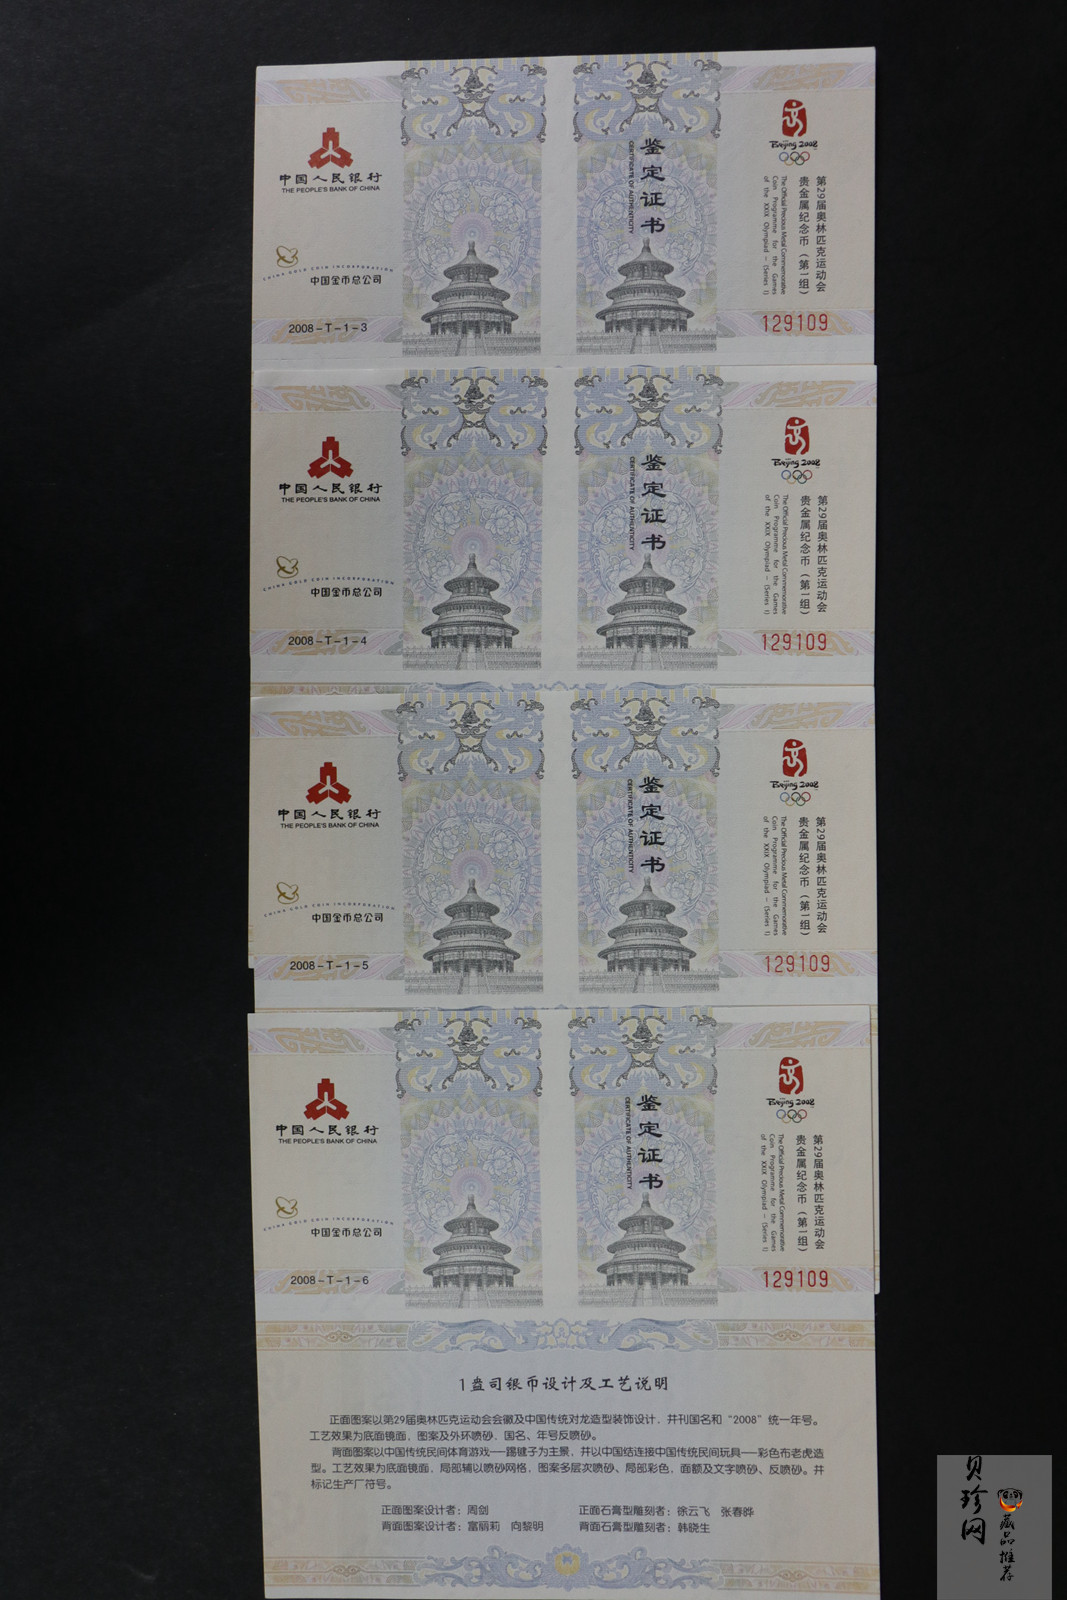 中国人民银行
THE PEOPLE'S BANK OF CHINA
CHINA GOLD COIN INCORPORATION
中国金币总公司
2008-T-1-3
鉴定证书
CERTIFICATE OF AUTHENTICITY
Beijing 2008
第29届奥林匹克运动会
贵金属纪念币（第1组）
The Official Precious Metal Commemorative
Coin Programme for the Games
of the XXIX Olympiad – (Series I)
129109
中国人民银行
THE PEOPLE'S BANK OF CHINA
CHINA GOLD COIN INCORPORATION
中国金币总公司
2008-T-1-4
鉴定证书
CERTIFICATE OF AUTHENTICITY
Beijing 2008
第29届奥林匹克运动会
贵金属纪念币（第1组）
The Official Precious Metal Commemorative
Coin Programme for the Games
of the XXIX Olympiad – (Series I)
129109
中国人民银行
THE PEOPLE'S BANK OF CHINA
CHINA GOLD COIN INCORPORATION
中国金币总公司
2008-T-1-5
鉴定证书
CERTIFICATE OF AUTHENTICITY
Beijing 2008
第29届奥林匹克运动会
贵金属纪念币（第1组）
The Official Precious Metal Commemorative
Coin Programme for the Games
of the XXIX Olympiad – (Series I)
129109
中国人民银行
THE PEOPLE'S BANK OF CHINA
CHINA GOLD COIN INCORPORATION
中国金币总公司
2008-T-1-6
鉴定证书
CERTIFICATE OF AUTHENTICITY
Beijing 2008
第29届奥林匹克运动会
贵金属纪念币（第1组）
The Official Precious Metal Commemorative
Coin Programme for the Games
of the XXIX Olympiad – (Series I)
129109
1盎司银币设计及工艺说明
正面图案以第29届奥林匹克运动会会徽及中国传统对龙造型装饰设计，并刊国名和“2008”统一年号。
工艺效果为底面镜面，图案及外环喷砂，国名、年号反喷砂。
背面图案以中国传统民间体育游戏——踢毽子为主景，并以中国结连接中国传统民间玩具——彩色布老虎造
型。工艺效果为底面镜面，局部辅以喷砂网格，图案多层次喷砂、局部彩色，面额及文字喷砂、反喷砂。并
标记生产厂符号。
正面图案设计者：周剑
正面石膏型雕刻者：徐云飞 张春晔
背面图案设计者：富丽莉 向黎明
背面石膏型雕刻者：韩晓生
贝珍网
藏品推荐